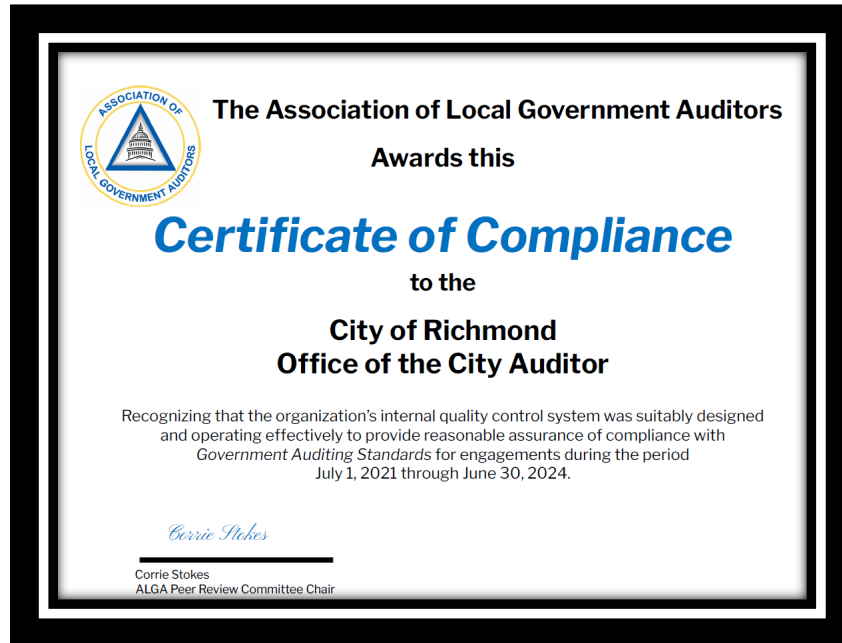 ASSOCIATION OF
LOCAL GOVERNMENT AUDITORS
The Association of Local Government Auditors
Awards this
Certificate of Compliance
to the
City of Richmond
Office of the City Auditor
Recognizing that the organization's internal quality control system was suitably designed
and operating effectively to provide reasonable assurance of compliance with
Government Auditing Standards for engagements during the period
July 1, 2021 through June 30, 2024.
Corrie Stokes
Corrie Stokes
ALGA Peer Review Committee Chair